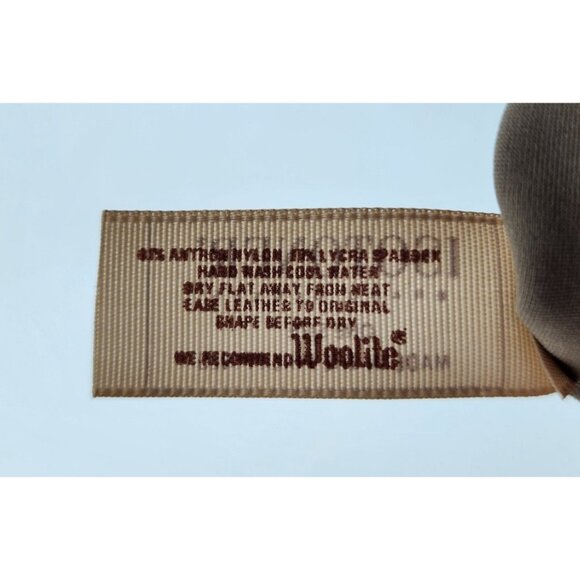 ANTRON NYLON LYCRA SPANDEX
HAND WASH COOL WATER
DRY FLAT AWAY FROM HEAT
EASE LEATHER TO ORIGINAL
SHAPE BEFORE DRY
WE RECOMMEND Woolite®